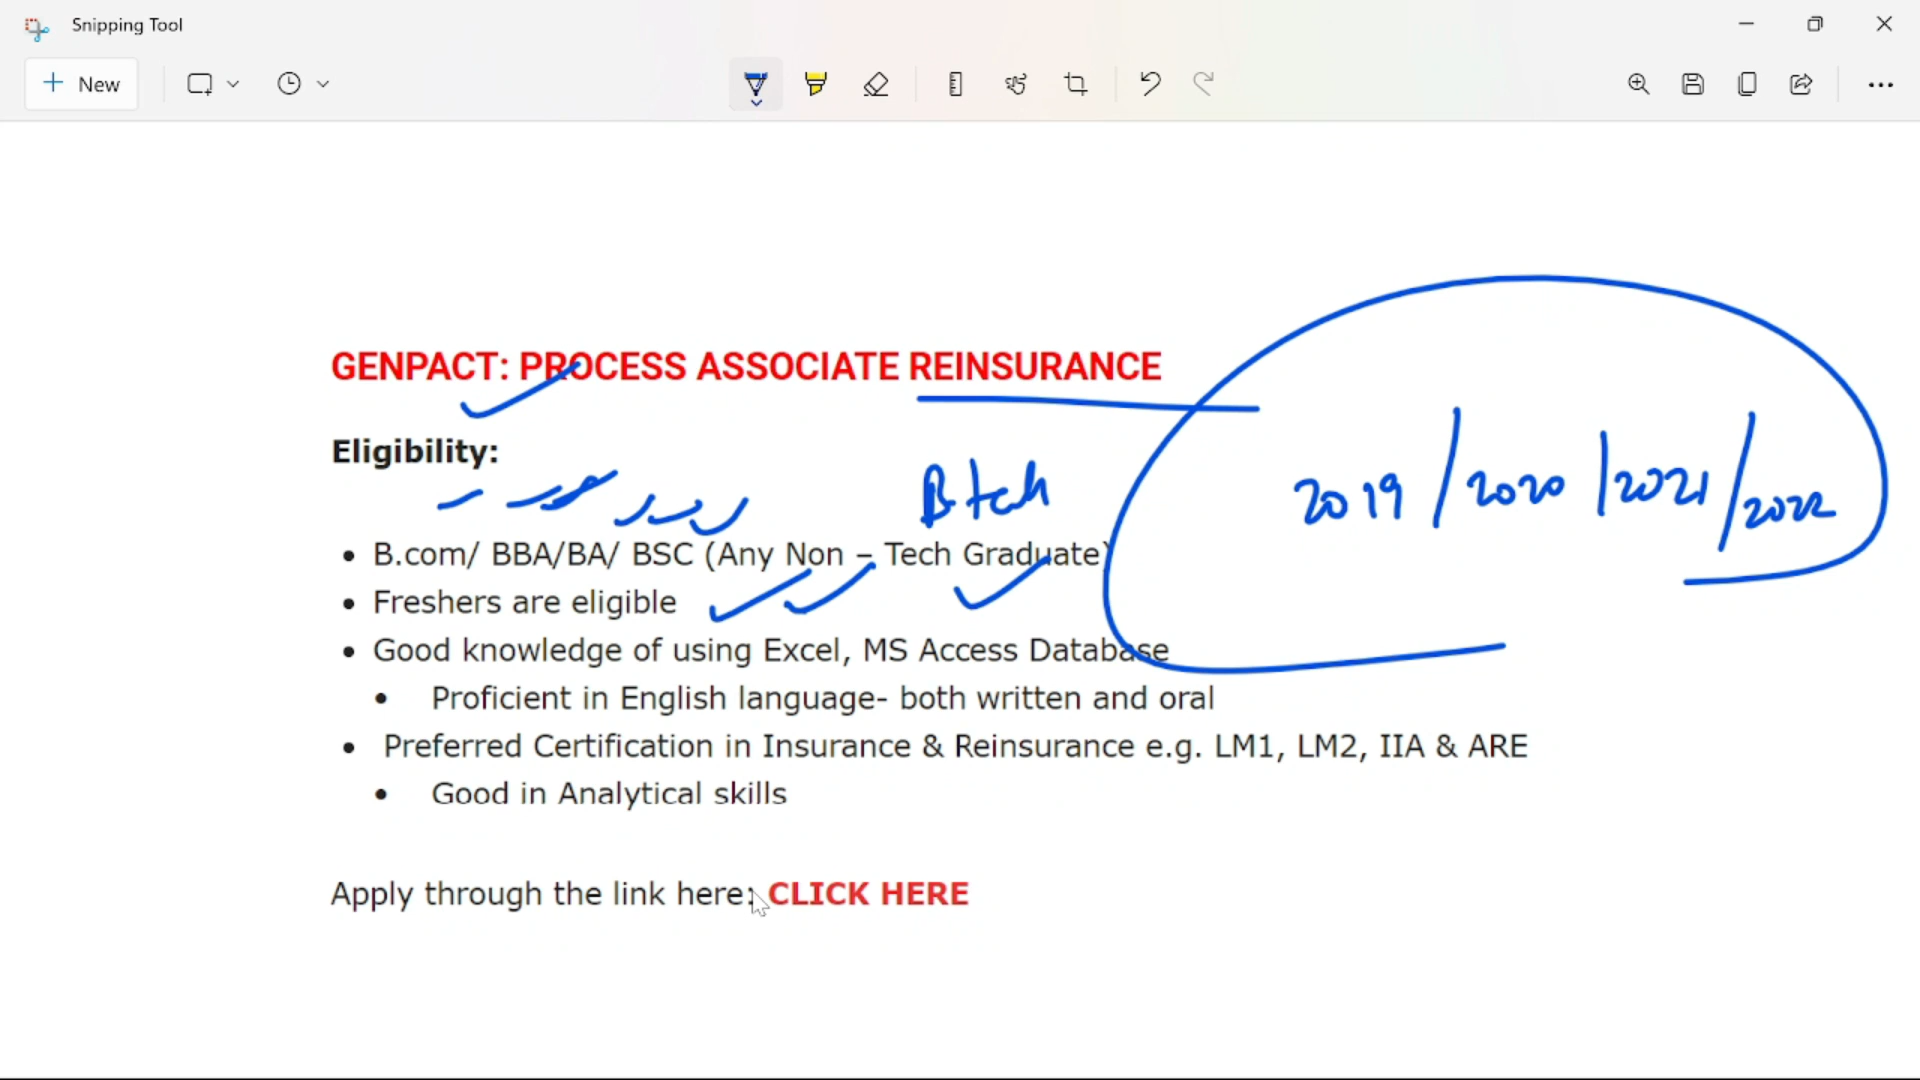 Snipping Tool
New
GENPACT: PROCESS ASSOCIATE REINSURANCE
Eligibility:
Btch
2019/2020/2021/2022
• B.com/ BBA/BA/ BSC (Any Non – Tech Graduate)
• Freshers are eligible
• Good knowledge of using Excel, MS Access Database
• Proficient in English language- both written and oral
• Preferred Certification in Insurance & Reinsurance e.g. LM1, LM2, IIA & ARE
• Good in Analytical skills
Apply through the link here: CLICK HERE